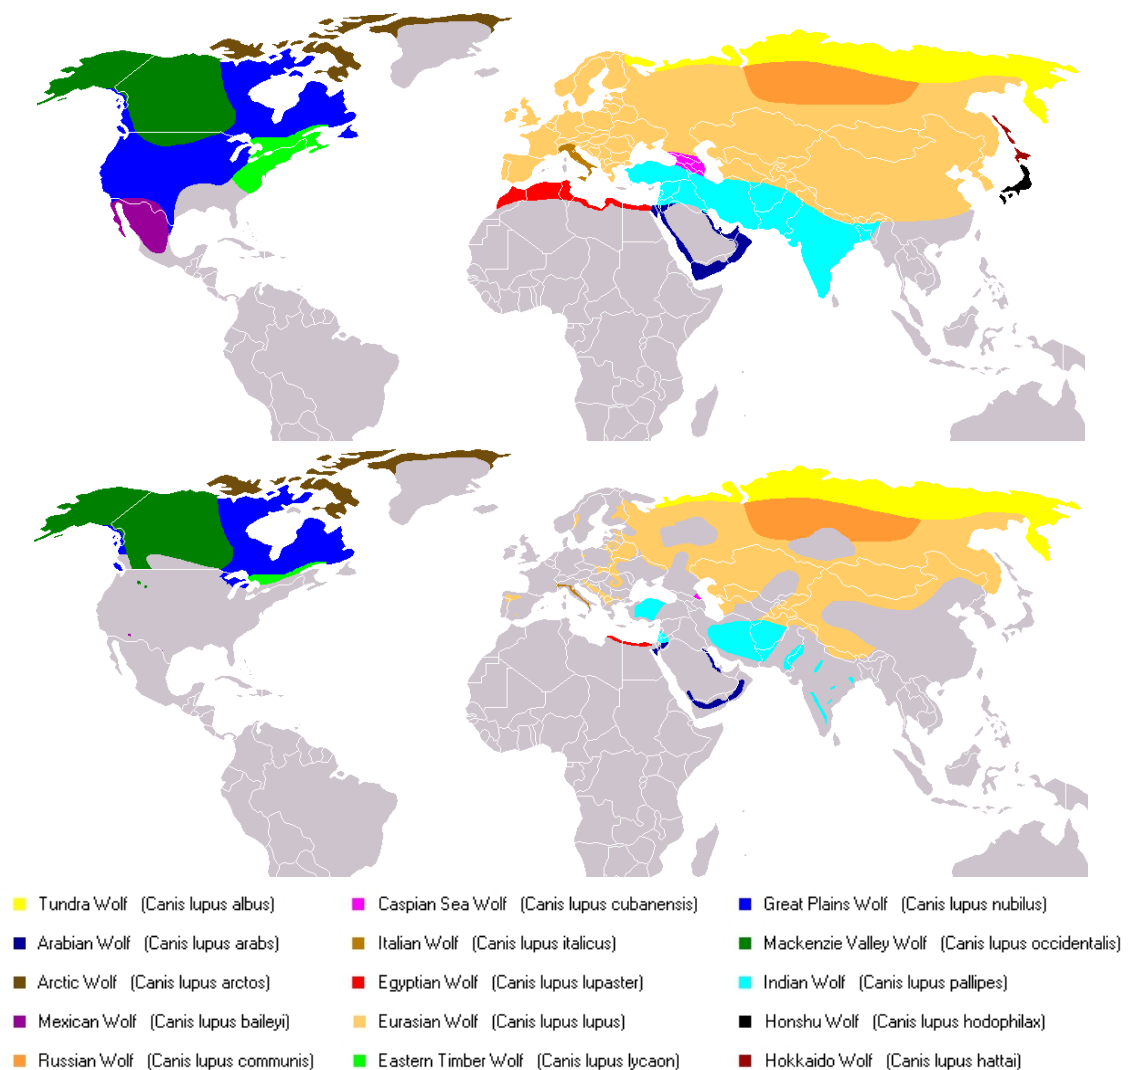 Tundra Wolf (Canis lupus albus)
Caspian Sea Wolf (Canis lupus cubanensis)
Great Plains Wolf (Canis lupus nubilus)
Arabian Wolf (Canis lupus arabs)
Italian Wolf (Canis lupus italicus)
Mackenzie Valley Wolf (Canis lupus occidentalis)
Arctic Wolf (Canis lupus arctos)
Egyptian Wolf (Canis lupus lupaster)
Indian Wolf (Canis lupus pallipes)
Mexican Wolf (Canis lupus baileyi)
Eurasian Wolf (Canis lupus lupus)
Honshu Wolf (Canis lupus hodophilax)
Russian Wolf (Canis lupus communis)
Eastern Timber Wolf (Canis lupus lycaon)
Hokkaido Wolf (Canis lupus hattai)